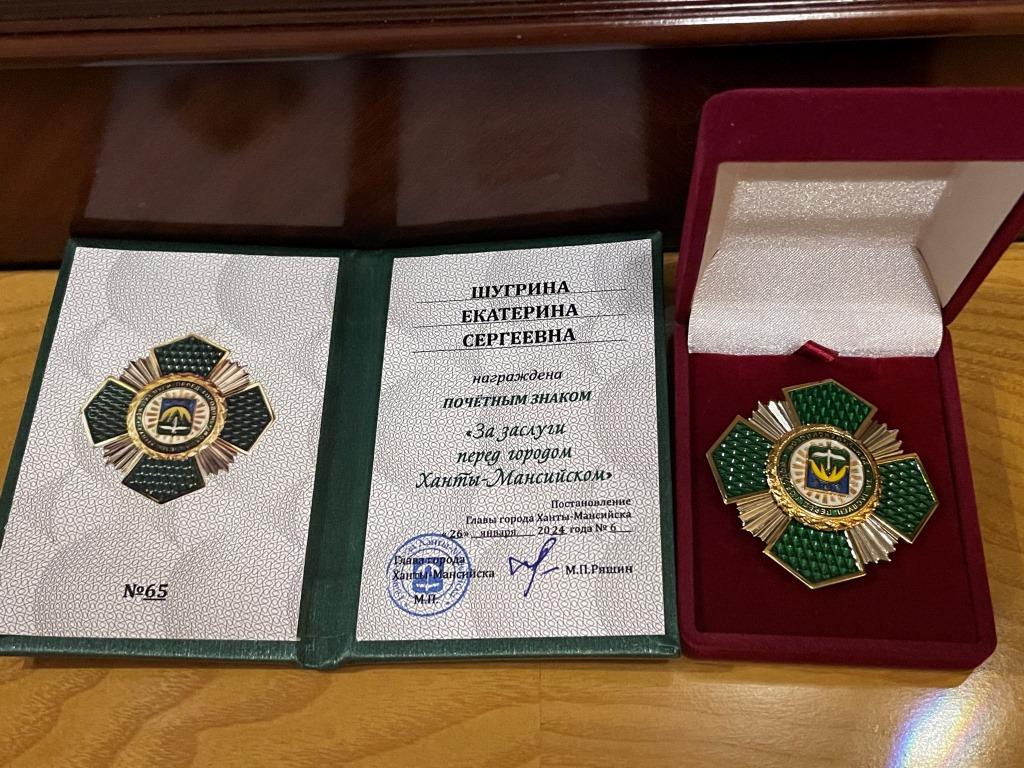 №65
ШУГРИНА
ЕКАТЕРИНА
СЕРГЕЕВНА
награждена
ПОЧЕТНЫМ ЗНАКОМ
«За заслуги
перед городом
Ханты-Мансийском»
Постановление
Главы города Ханты-Мансийска
«26» января 2024 года № 6
Глава города
Ханты-Мансийска М.П.Ряшин
М.П.